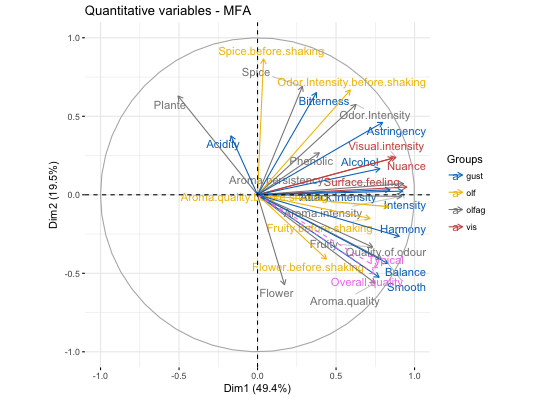 Quantitative variables - MFA
1.0
0.5
0.0
-0.5
-1.0
Dim2 (19.5%)
Spice.before.shaking
Spice
Odor.Intensity.before.shaking
Plante
Bitterness
Odor.Intensity
Astringency
Acidity
Visual.intensity
Phenolic
Alcohol
Nuance
Aroma.persistency
Surface.feeling
Aroma.quality.before.shaking
Attack.intensity
Intensity
Aroma.intensity
Fruity.before.shaking
Harmony
Fruity
Quality.of.odour
Typical
Flower.before.shaking
Balance
Overall.quality
Smooth
Flower
Aroma.quality
-1.0 -0.5 0.0 0.5 1.0
Dim1 (49.4%)
Groups
gust
olf
olfag
vis